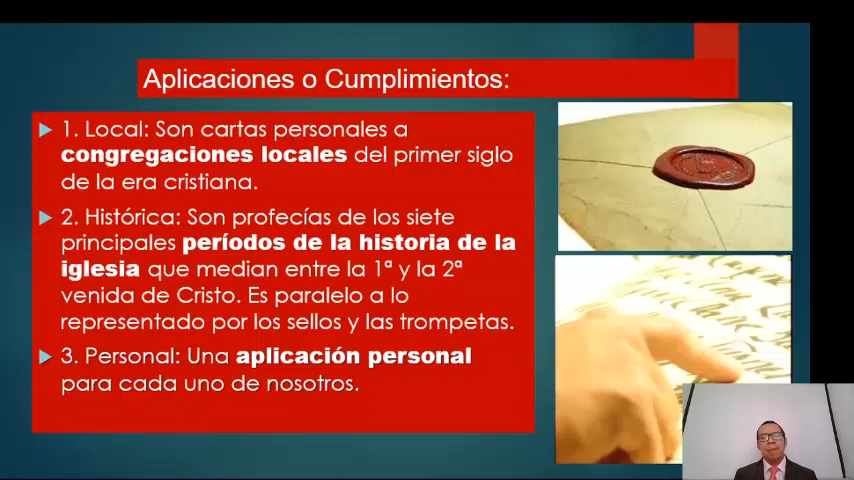 Aplicaciones o Cumplimientos:
1. Local: Son cartas personales a
congregaciones locales del primer siglo
de la era cristiana.
2. Histórica: Son profecías de los siete
principales períodos de la historia de la
iglesia que median entre la 1ª y la 2ª
venida de Cristo. Es paralelo a lo
representado por los sellos y las trompetas.
3. Personal: Una aplicación personal
para cada uno de nosotros.